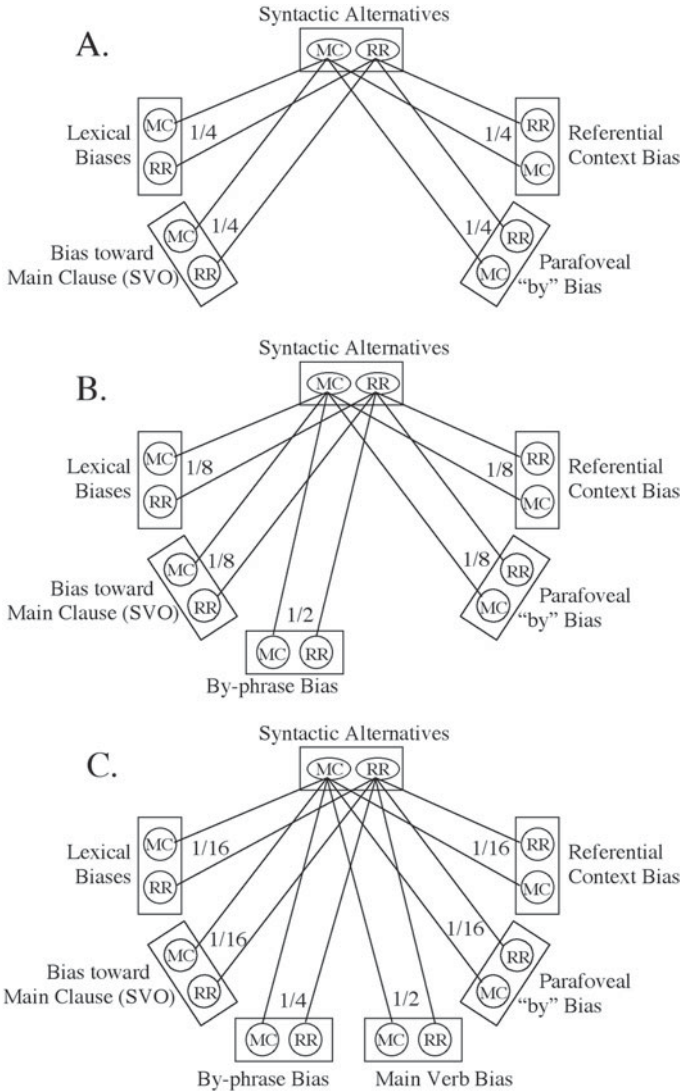 A.
Syntactic Alternatives
MC RR
Lexical
Biases
MC
RR
1/4
1/4
RR
MC
Referential
Context Bias
Bias toward
Main Clause (SVO)
MC
RR
1/4
1/4
RR
MC
Parafoveal
“by” Bias
B.
Syntactic Alternatives
MC RR
Lexical
Biases
MC
RR
1/8
1/8
RR
MC
Referential
Context Bias
Bias toward
Main Clause (SVO)
MC
RR
1/8
1/8
RR
MC
Parafoveal
“by” Bias
1/2
MC RR
By-phrase Bias
C.
Syntactic Alternatives
MC RR
Lexical
Biases
MC
RR
1/16
1/16
RR
MC
Referential
Context Bias
Bias toward
Main Clause (SVO)
MC
RR
1/16
1/16
RR
MC
Parafoveal
“by” Bias
1/4
MC RR
By-phrase Bias
1/2
MC RR
Main Verb Bias